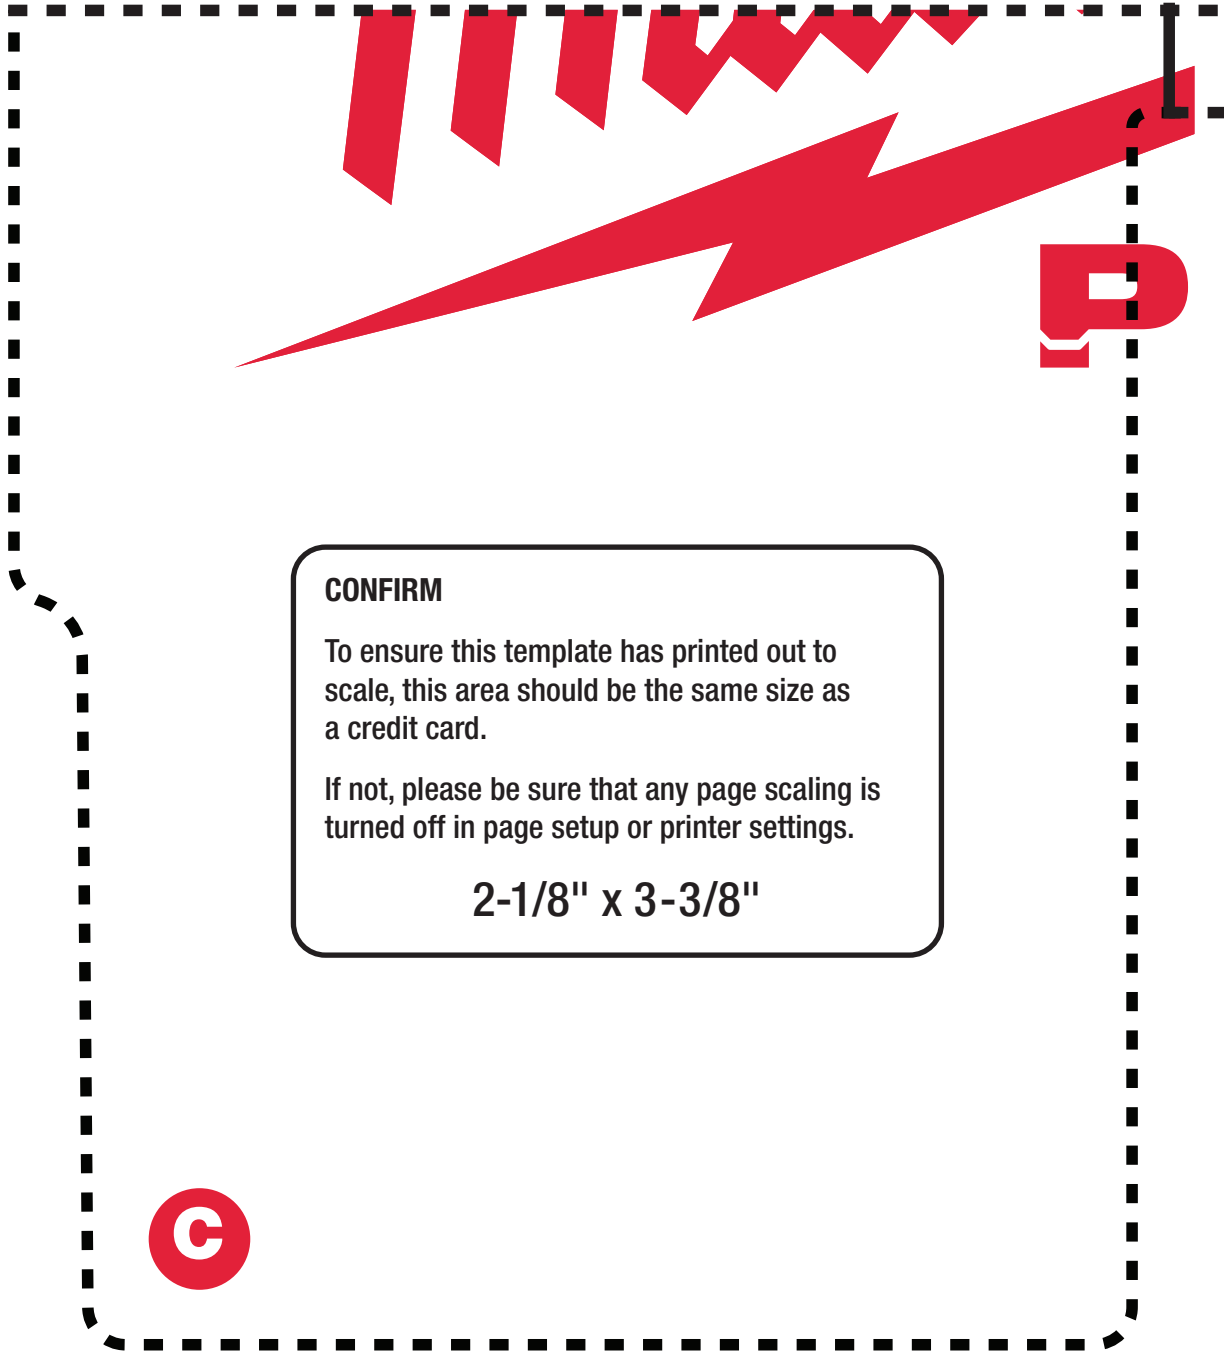 P
CONFIRM
To ensure this template has printed out to
scale, this area should be the same size as
a credit card.
If not, please be sure that any page scaling is
turned off in page setup or printer settings.
2-1/8" x 3-3/8"
C